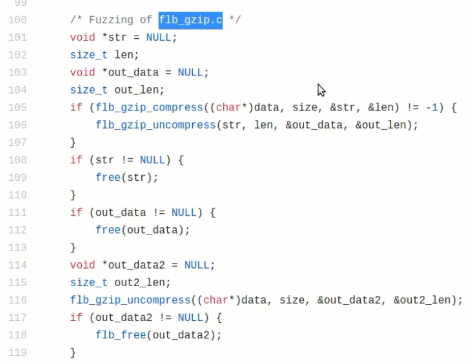 99
100 /* Fuzzing of flb_gzip.c */
101 void *str = NULL;
102 size_t len;
103 void *out_data = NULL;
104 size_t out_len;
105 if (flb_gzip_compress((char*)data, size, &str, &len) != -1) {
106 flb_gzip_uncompress(str, len, &out_data, &out_len);
107 }
108 if (str != NULL) {
109 free(str);
110 }
111 if (out_data != NULL) {
112 free(out_data);
113 }
114 void *out_data2 = NULL;
115 size_t out2_len;
116 flb_gzip_uncompress((char*)data, size, &out_data2, &out2_len);
117 if (out_data2 != NULL) {
118 flb_free(out_data2);
119 }